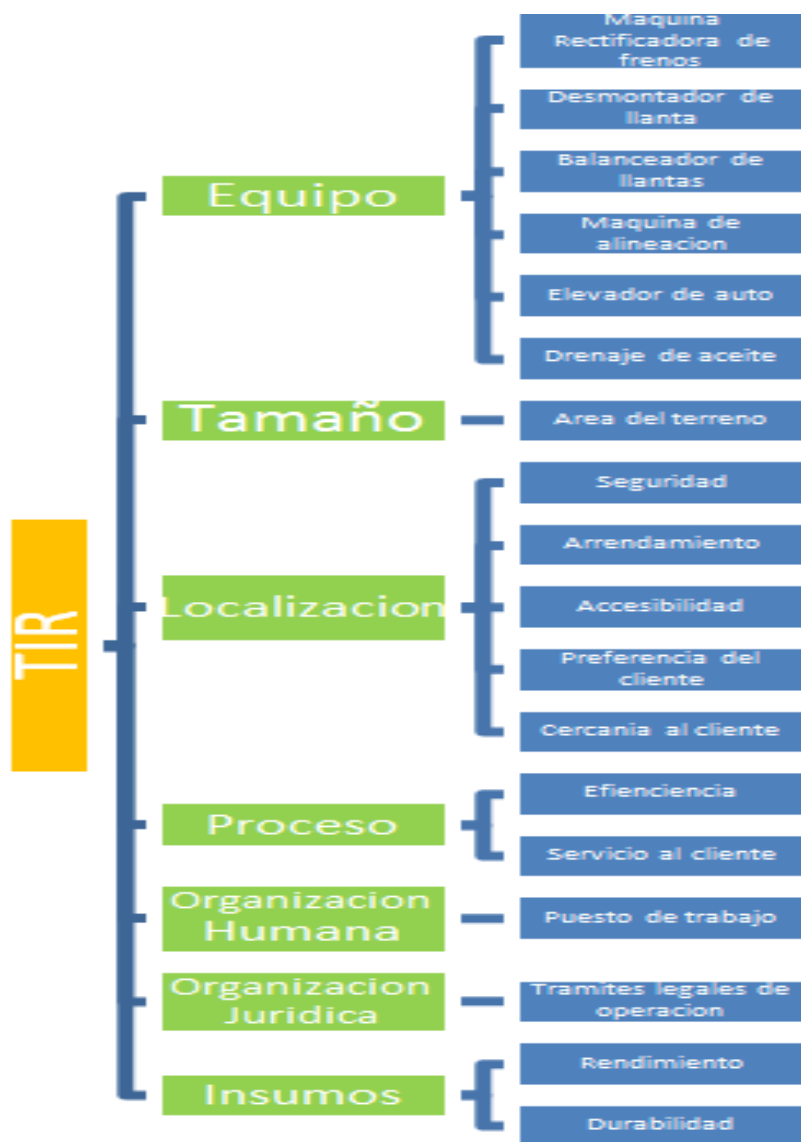 TIR
Equipo
Maquina
Rectificadora de
frenos
Desmontador de
llanta
Balanceador de
llantas
Maquina de
alineacion
Elevador de auto
Drenaje de aceite
Tamaño
Area del terreno
Localizacion
Seguridad
Arrendamiento
Accesibilidad
Preferencia del
cliente
Cercania al cliente
Proceso
Efienciencia
Servicio al cliente
Organizacion
Humana
Puesto de trabajo
Organizacion
Juridica
Tramites legales de
operacion
Insumos
Rendimiento
Durabilidad